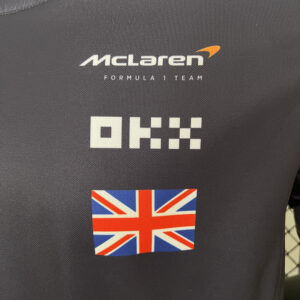 McLaren
FORMULA 1 TEAM
OKX